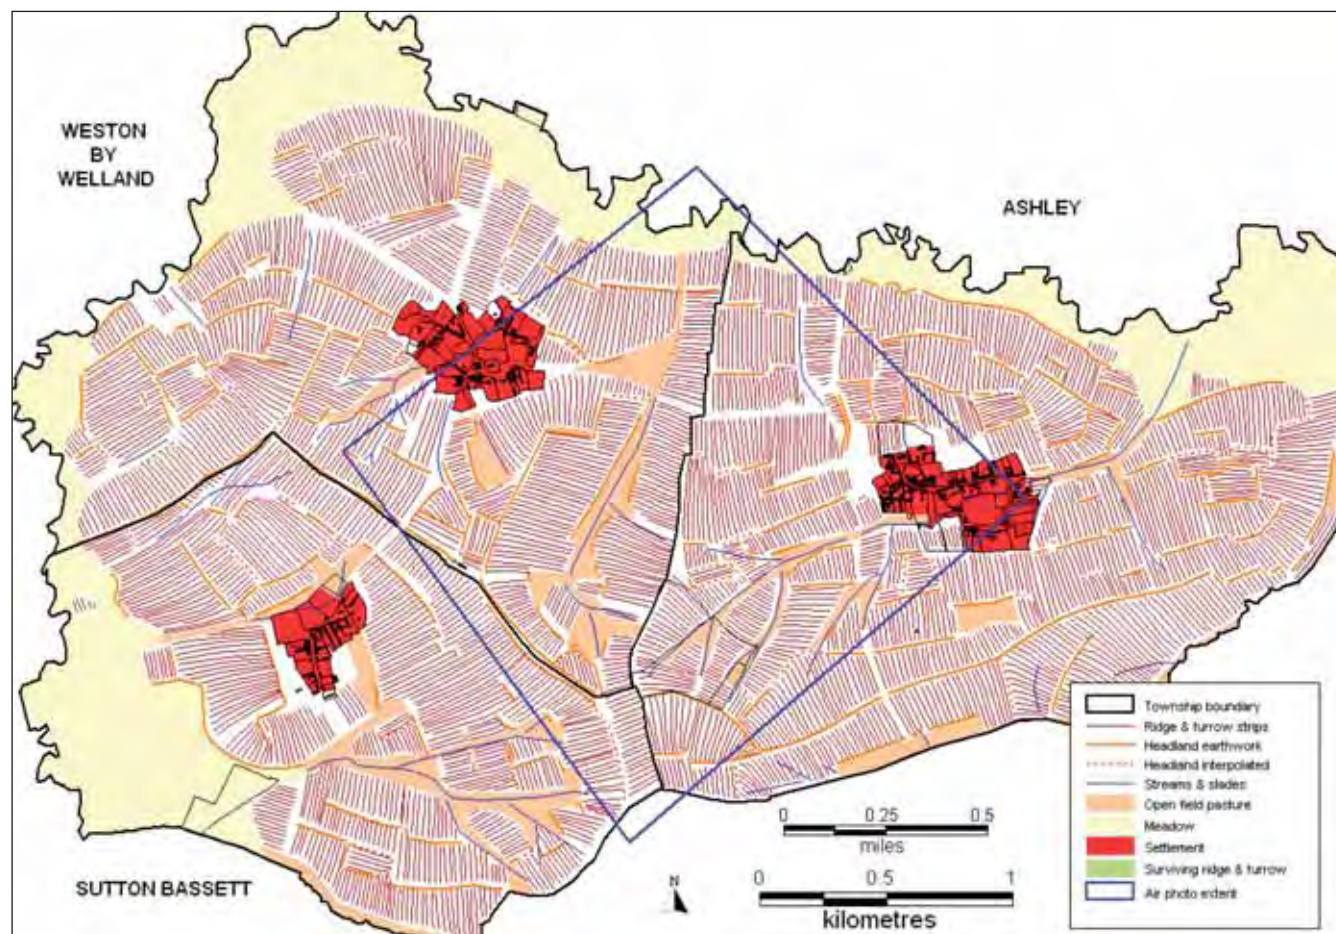 WESTON
BY
WELLAND
ASHLEY
SUTTON BASSETT
Township boundary
Ridge & furrow strips
Headland earthwork
Headland interpolated
Streams & slades
Open field pasture
Meadow
Settlement
Surviving ridge & furrow
Air photo extent
0 0.25 0.5
miles
N
0 0.5 1
kilometres